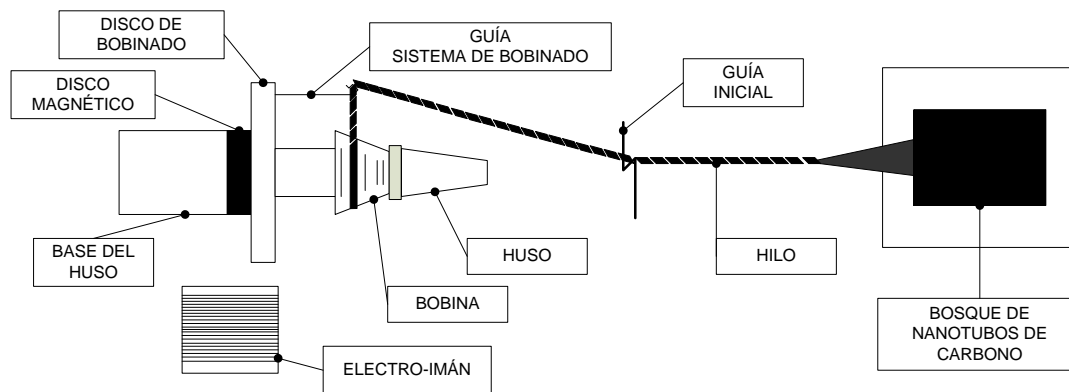 DISCO DE
BOBINADO
GUÍA
SISTEMA DE BOBINADO
DISCO
MAGNÉTICO
GUÍA
INICIAL
BASE DEL
HUSO
HUSO
HILO
BOBINA
BOSQUE DE
NANOTUBOS DE
CARBONO
ELECTRO-IMÁN